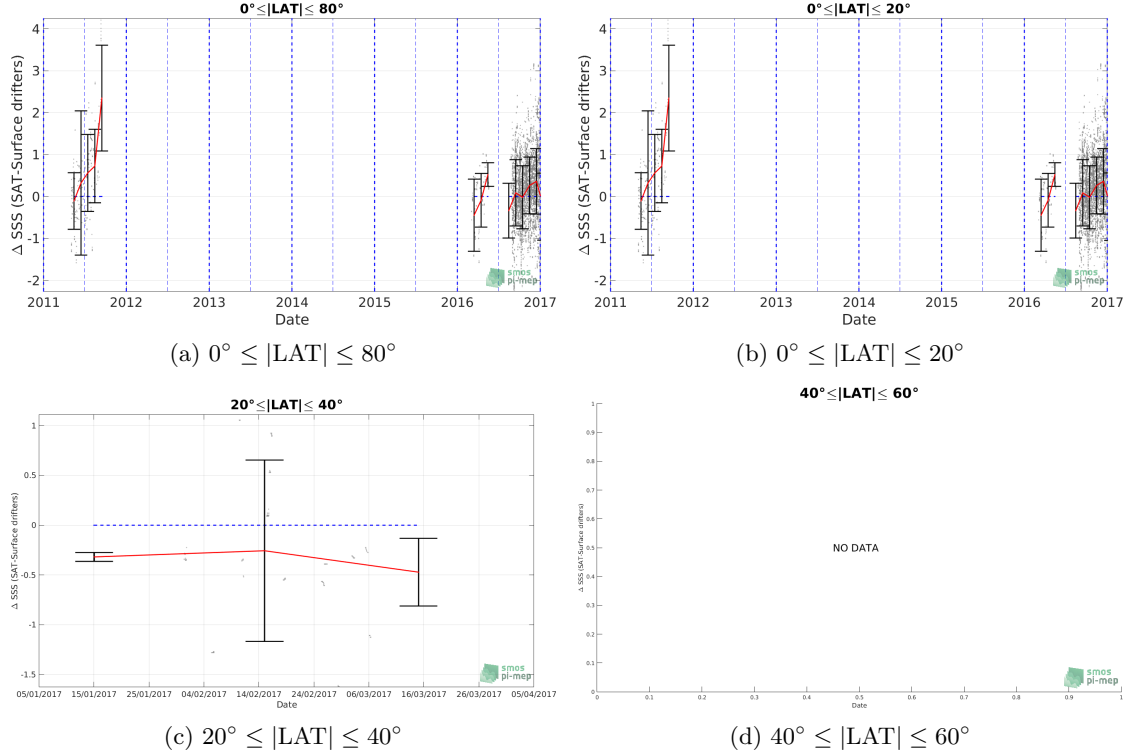 0°≤|LAT|≤ 80°
4
3
2
1
0
-1
-2
Δ SSS (SAT-Surface drifters)
2011 2012 2013 2014 2015 2016 2017
Date
smos
pi-mep
(a) 0° ≤ |LAT| ≤ 80°
0°≤|LAT|≤ 20°
4
3
2
1
0
-1
-2
Δ SSS (SAT-Surface drifters)
2011 2012 2013 2014 2015 2016 2017
Date
smos
pi-mep
(b) 0° ≤ |LAT| ≤ 20°
20°≤|LAT|≤ 40°
1
0.5
0
-0.5
-1
-1.5
Δ SSS (SAT-Surface drifters)
05/01/2017 15/01/2017 25/01/2017 04/02/2017 14/02/2017 24/02/2017 06/03/2017 16/03/2017 26/03/2017 05/04/2017
Date
smos
pi-mep
(c) 20° ≤ |LAT| ≤ 40°
40°≤|LAT|≤ 60°
1
0.9
0.8
0.7
0.6
0.5
0.4
0.3
0.2
0.1
0
Δ SSS (SAT-Surface drifters)
NO DATA
0 0.1 0.2 0.3 0.4 0.5 0.6 0.7 0.8 0.9 1
Date
smos
pi-mep
(d) 40° ≤ |LAT| ≤ 60°